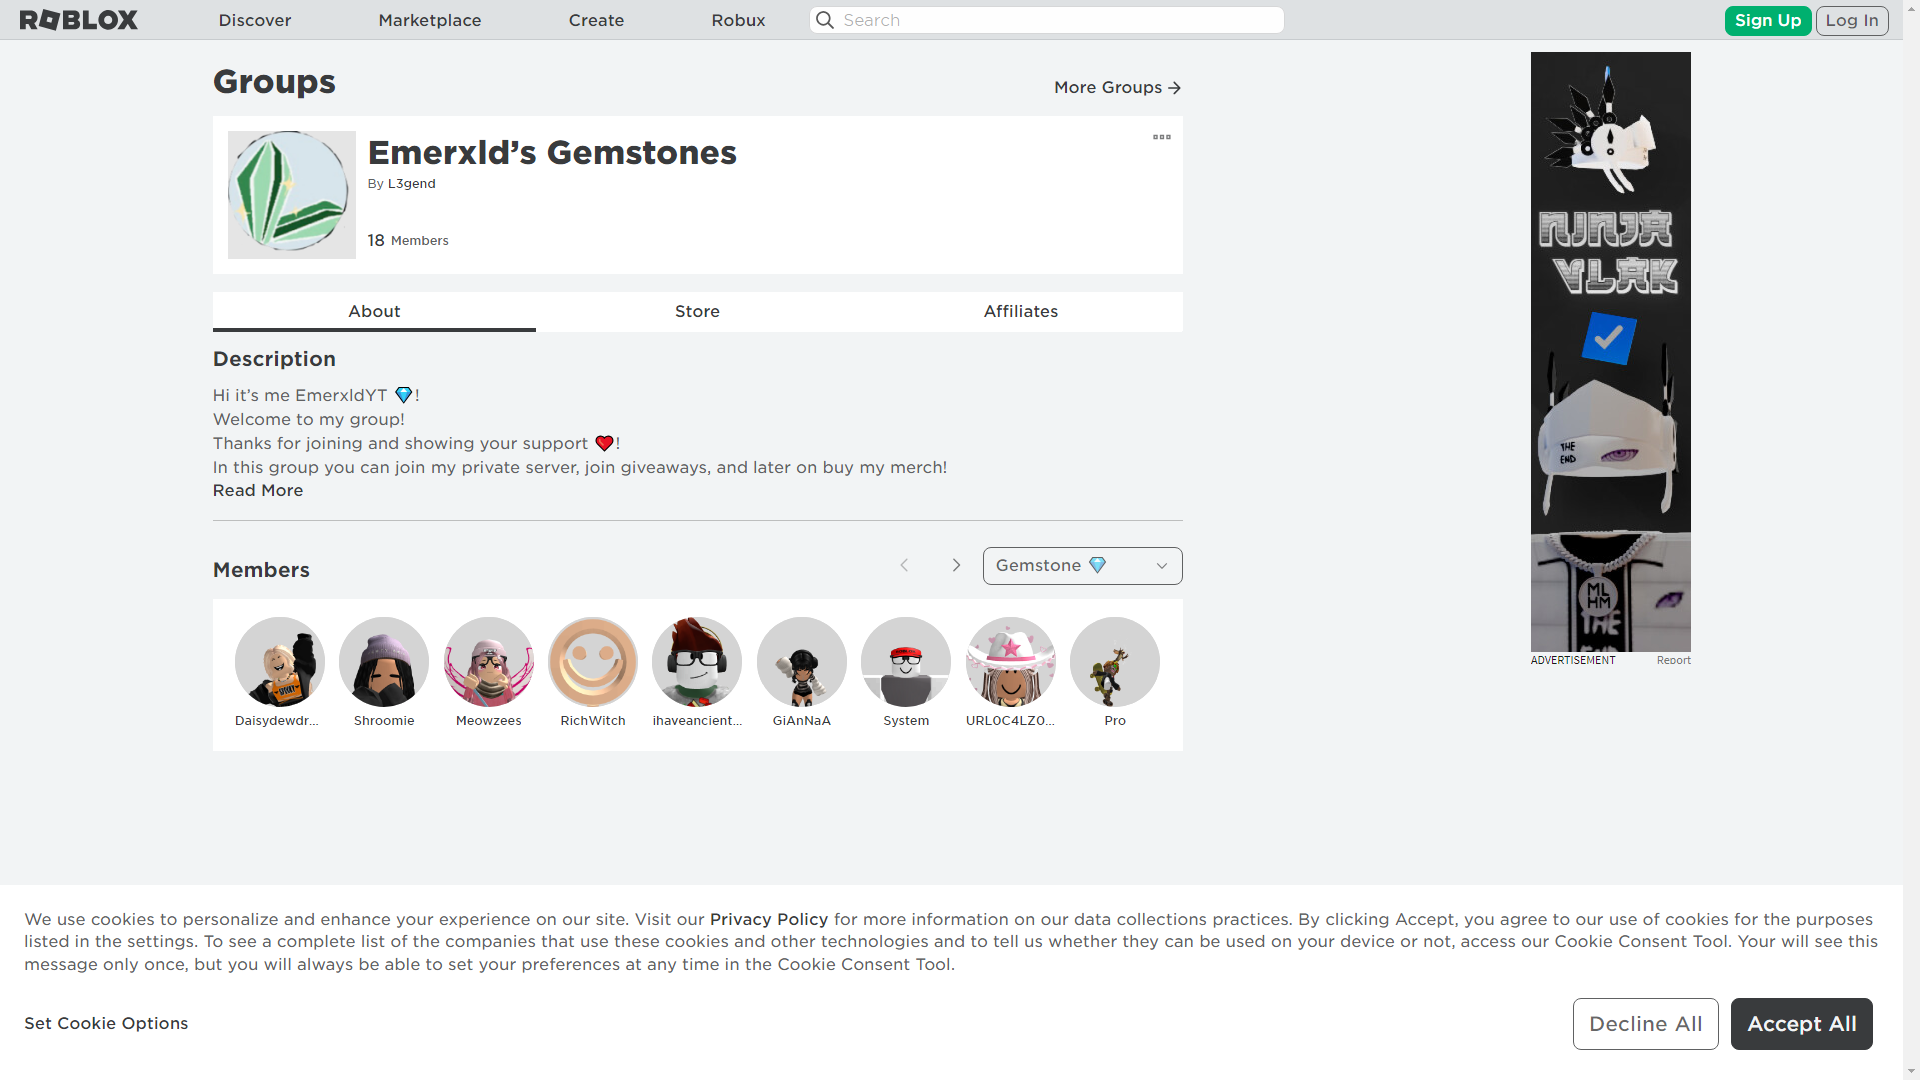 ROBLOX
Discover
Marketplace
Create
Robux
Search
Sign Up
Log In
Groups
More Groups
Emerxld’s Gemstones
By L3gend
18 Members
About
Store
Affiliates
Description
Hi it’s me EmerxldYT 💎!
Welcome to my group!
Thanks for joining and showing your support ❤️!
In this group you can join my private server, join giveaways, and later on buy my merch!
Read More
Members
Gemstone 💎
Daisydewdr...
Shroomie
Meowzees
RichWitch
ihaveancient...
GiAnNaA
System
URL0C4LZ0...
Pro
NJNJA
VLAK
THE
END
ML
HM
THE
ADVERTISEMENT
Report
We use cookies to personalize and enhance your experience on our site. Visit our Privacy Policy for more information on our data collections practices. By clicking Accept, you agree to our use of cookies for the purposes
listed in the settings. To see a complete list of the companies that use these cookies and other technologies and to tell us whether they can be used on your device or not, access our Cookie Consent Tool. Your will see this
message only once, but you will always be able to set your preferences at any time in the Cookie Consent Tool.
Set Cookie Options
Decline All
Accept All